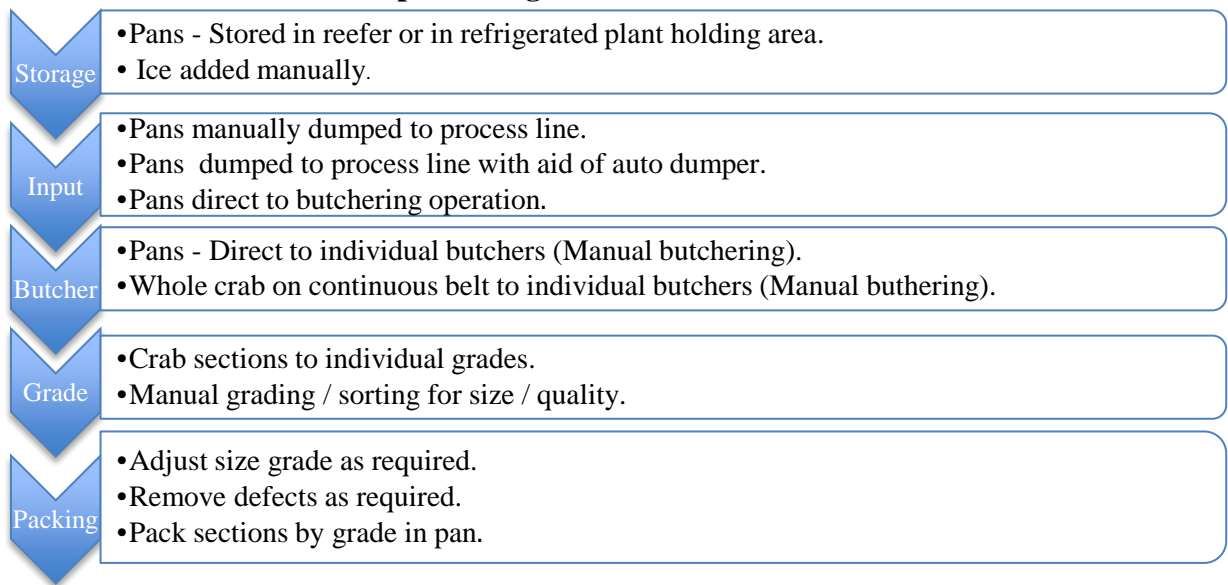 Storage
•Pans - Stored in reefer or in refrigerated plant holding area.
• Ice added manually.
Input
•Pans manually dumped to process line.
•Pans dumped to process line with aid of auto dumper.
•Pans direct to butchering operation.
Butcher
•Pans - Direct to individual butchers (Manual butchering).
•Whole crab on continuous belt to individual butchers (Manual buthering).
Grade
•Crab sections to individual grades.
•Manual grading / sorting for size / quality.
Packing
•Adjust size grade as required.
•Remove defects as required.
•Pack sections by grade in pan.